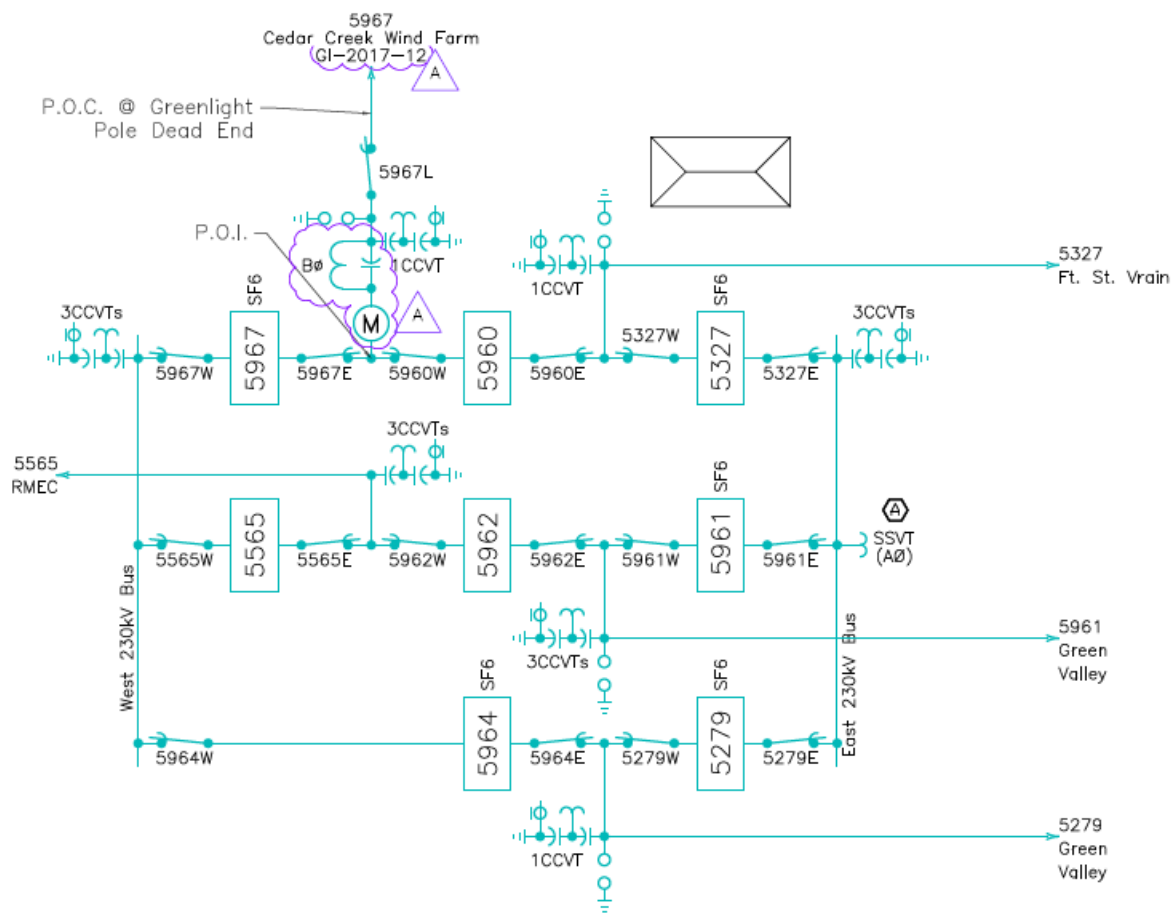 5967
Cedar Creek Wind Farm
GI-2017-12
A
P.O.C. @ Greenlight
Pole Dead End
5967L
P.O.I.
BØ
1CCVT
M
A
1CCVT
5327
Ft. St. Vrain
3CCVTs
SF6
5967
5967W
5967E
5960W
5960
5960E
5327W
SF6
5327
5327E
3CCVTs
5565
RMEC
3CCVTs
5565W
5565
5565E
5962W
5962
5962E
5961W
SF6
5961
5961E
A
SSVT
(AØ)
West 230kV Bus
East 230kV Bus
3CCVTs
5961
Green
Valley
5964W
SF6
5964
5964E
5279W
SF6
5279
5279E
1CCVT
5279
Green
Valley